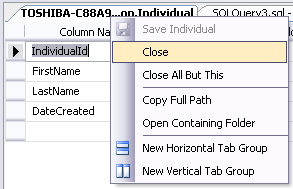 TOSHIBA-C88A9...on.Individual SQLQuery3.sql -
Column Na
Save Individual
IndividualId
Close
FirstName
Close All But This
LastName
Copy Full Path
DateCreated
Open Containing Folder
New Horizontal Tab Group
New Vertical Tab Group